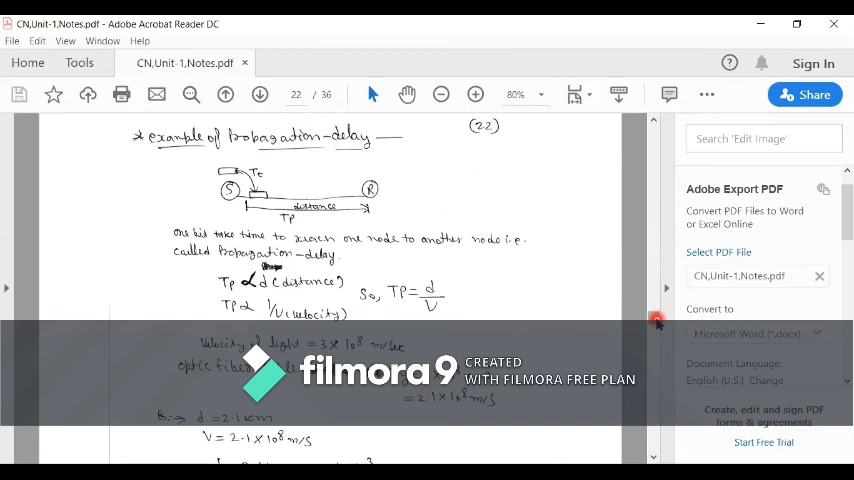 CN,Unit-1,Notes.pdf - Adobe Acrobat Reader DC
File Edit View Window Help
Home Tools CN,Unit-1,Notes.pdf × Sign In
22 / 36 80% Share
* example of Propagation-delay (22)
Tt
S R
distance
TP
one bit take time to reach one node to another node i.e.
called Propagation-delay.
TP ∝ d (distance)
TP ∝ 1/V (velocity)
So, TP = d/V
Velocity of light = 3 × 10⁸ m/sec
optic fiber
= 2.1 × 10⁸ m/s
d = 2.1 km
V = 2.1 × 10⁸ m/s
Search 'Edit Image'
Adobe Export PDF
Convert PDF Files to Word
or Excel Online
Select PDF File
CN,Unit-1,Notes.pdf ×
Convert to
Microsoft Word (*.docx)
Document Language:
English (U.S.) Change
Create, edit and sign PDF
Forms & agreements
Start Free Trial
filmora9 CREATED
WITH FILMORA FREE PLAN